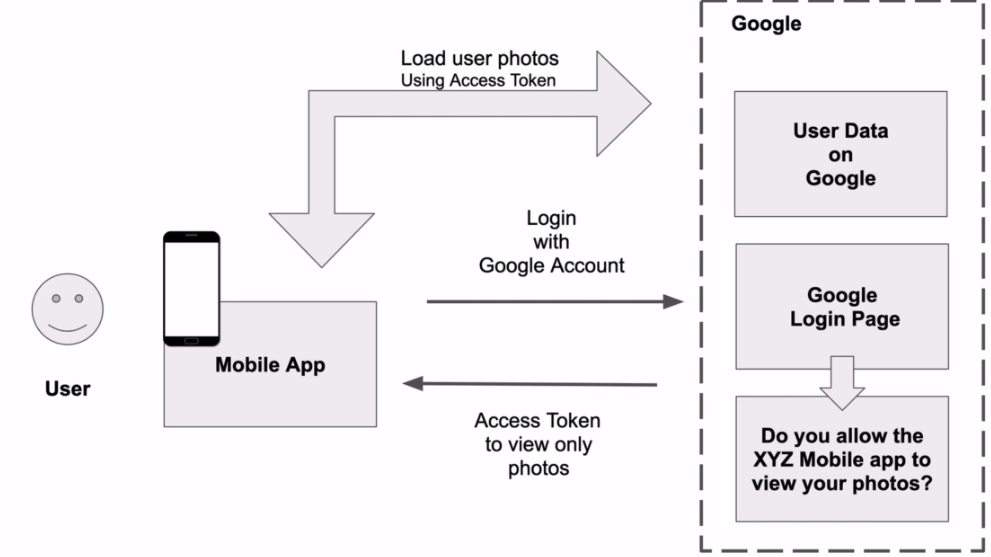 Google
Load user photos
Using Access Token
User Data
on
Google
Login
with
Google Account
Google
Login Page
Mobile App
User
Access Token
to view only
photos
Do you allow the
XYZ Mobile app to
view your photos?